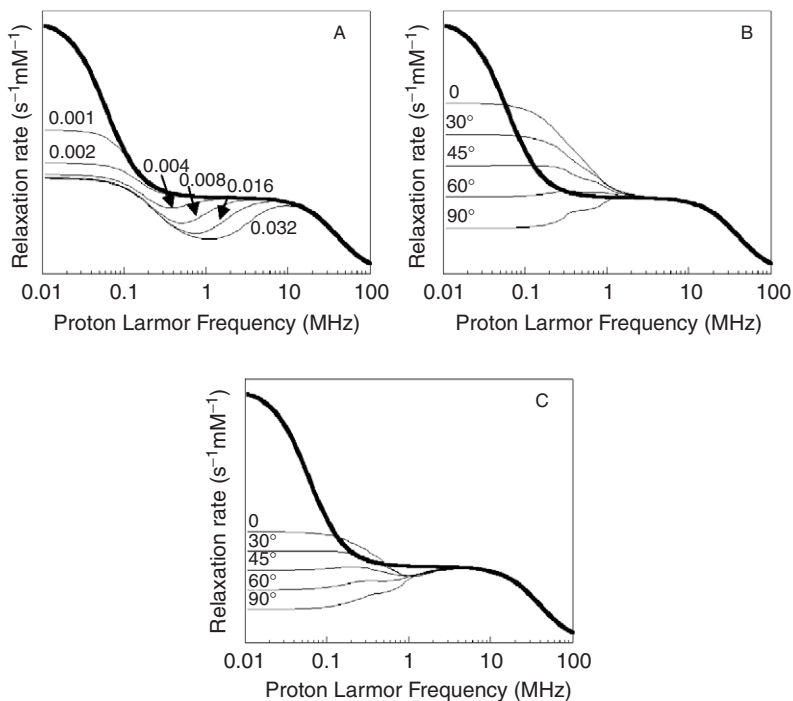 A
Relaxation rate (s−1mM−1)
0.001
0.002
0.004
0.008
0.016
0.032
0.01 0.1 1 10 100
Proton Larmor Frequency (MHz)
B
Relaxation rate (s−1mM−1)
0
30°
45°
60°
90°
0.01 0.1 1 10 100
Proton Larmor Frequency (MHz)
C
Relaxation rate (s−1mM−1)
0
30°
45°
60°
90°
0.01 0.1 1 10 100
Proton Larmor Frequency (MHz)